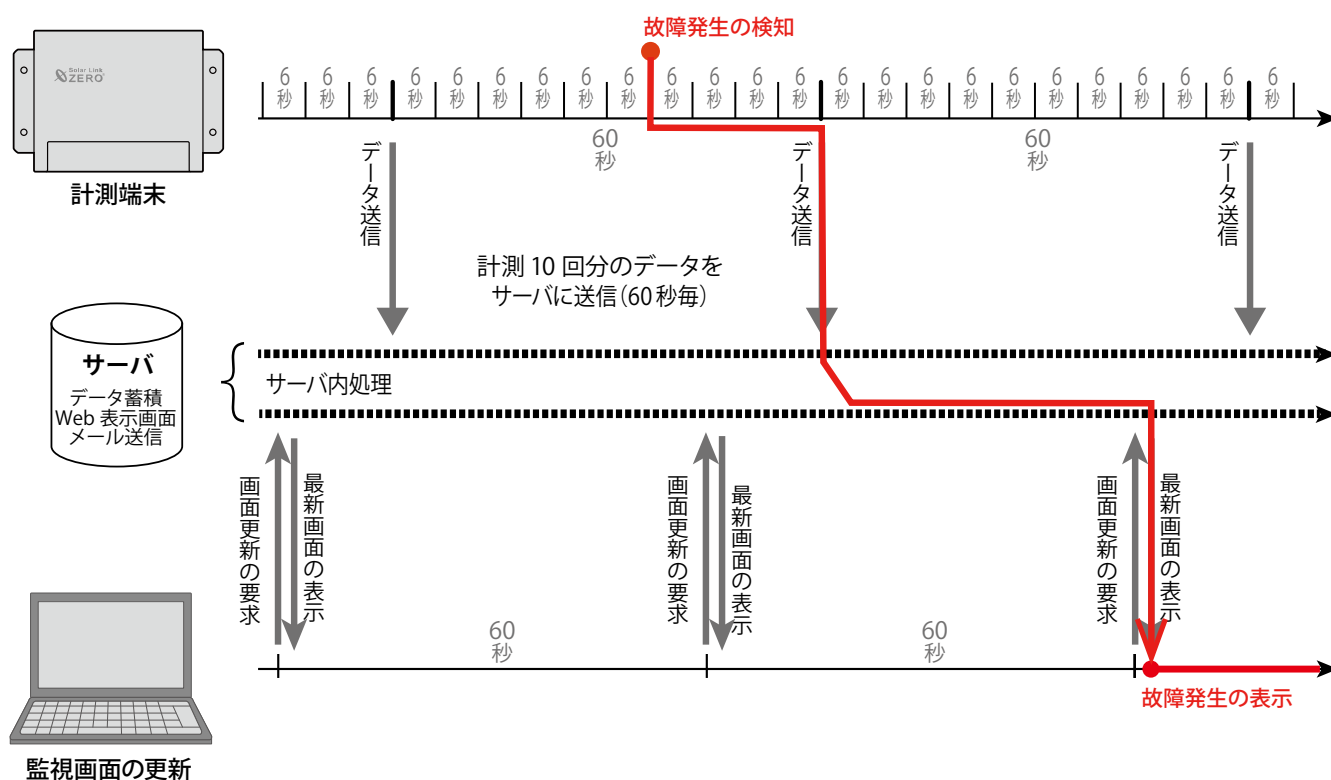 故障発生の検知
Solar Link
ZERO
6秒 6秒 6秒 6秒 6秒 6秒 6秒 6秒 6秒 6秒 6秒 6秒 6秒 6秒 6秒 6秒 6秒 6秒 6秒 6秒 6秒 6秒 6秒 6秒
60秒
60秒
計測端末
データ送信
データ送信
データ送信
計測 10 回分のデータを
サーバに送信（60 秒毎）
サーバ
データ蓄積
Web 表示画面
メール送信
サーバ内処理
画面更新の要求
最新画面の表示
画面更新の要求
最新画面の表示
画面更新の要求
最新画面の表示
60秒
60秒
故障発生の表示
監視画面の更新